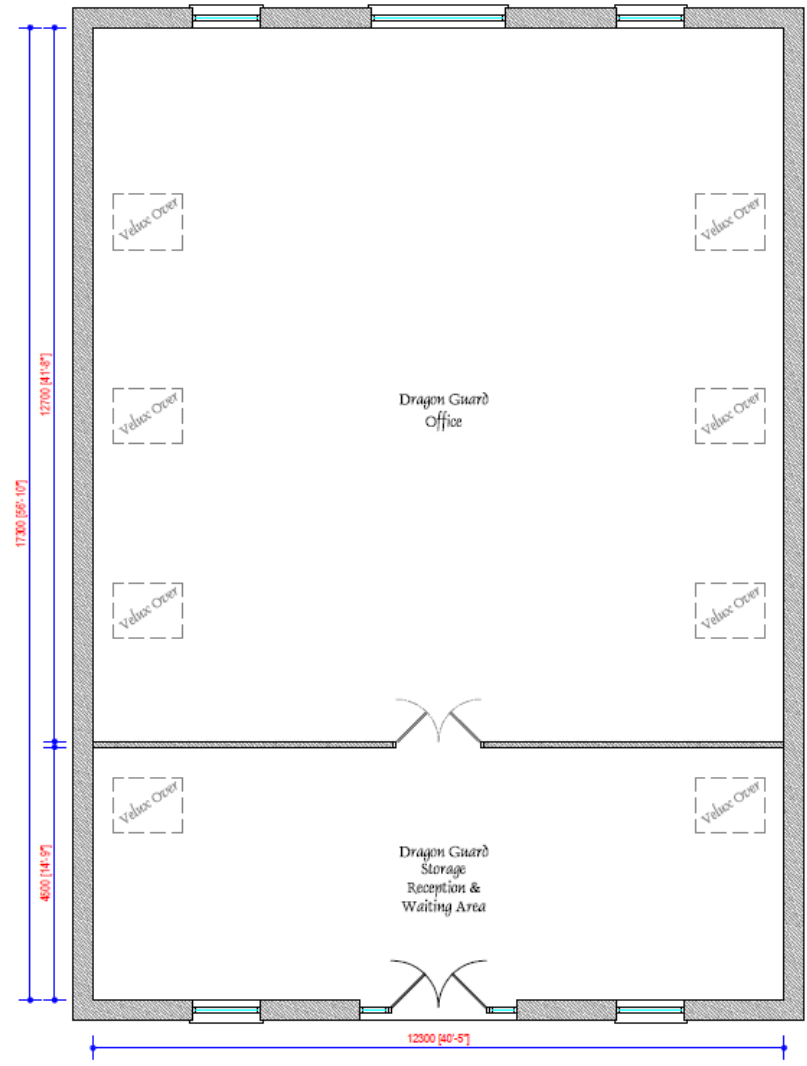 Velux Over
Velux Over
12700 [41'-8"]
Velux Over
Dragon Guard
Office
Velux Over
17300 [56'-10"]
Velux Over
Velux Over
Velux Over
Velux Over
4500 [14'-9"]
Dragon Guard
Storage
Reception &
Waiting Area
12300 [40'-5"]